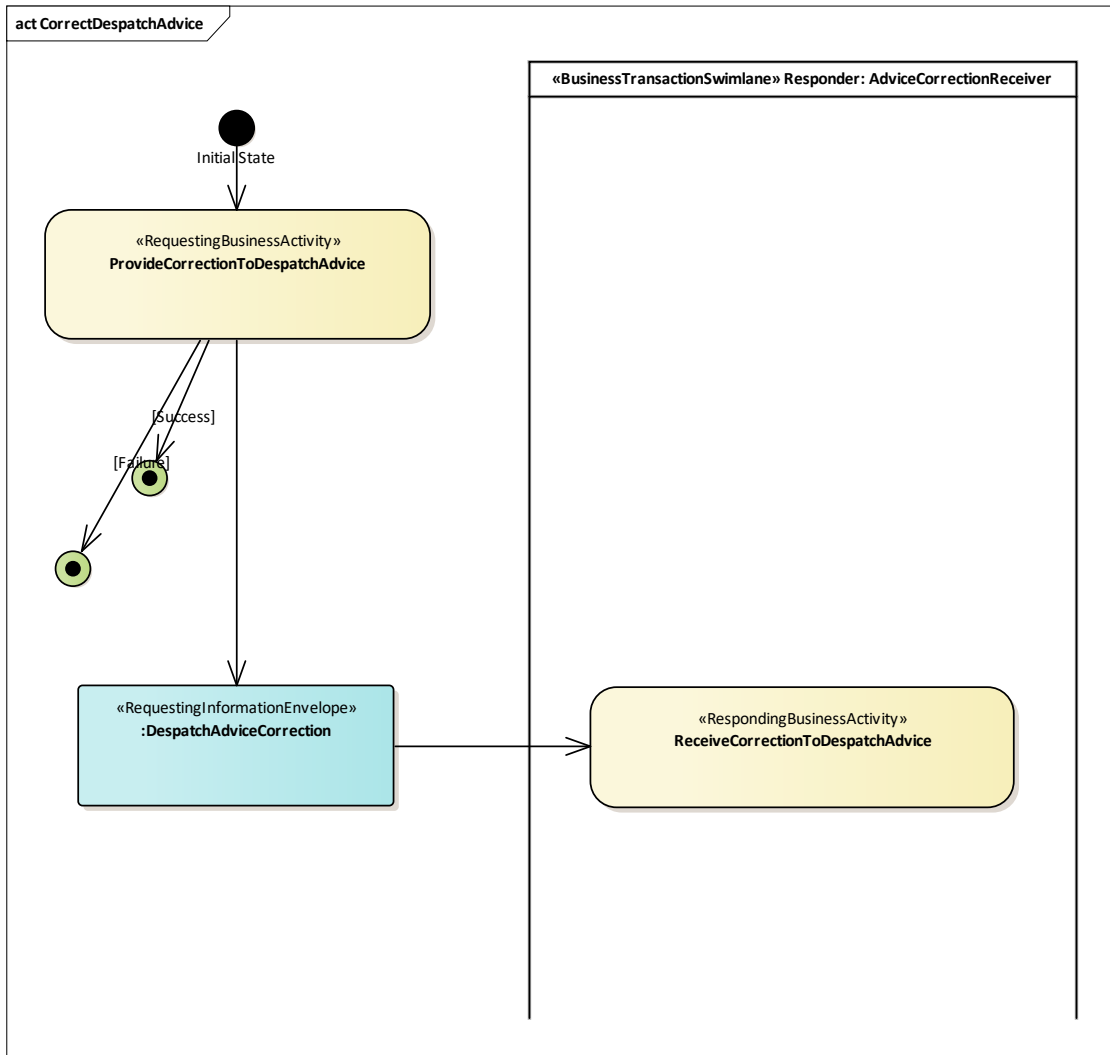 act CorrectDespatchAdvice
«BusinessTransactionSwimlane» Responder: AdviceCorrectionReceiver
Initial State
«RequestingBusinessActivity»
ProvideCorrectionToDespatchAdvice
[Success]
[Failure]
«RequestingInformationEnvelope»
:DespatchAdviceCorrection
«RespondingBusinessActivity»
ReceiveCorrectionToDespatchAdvice